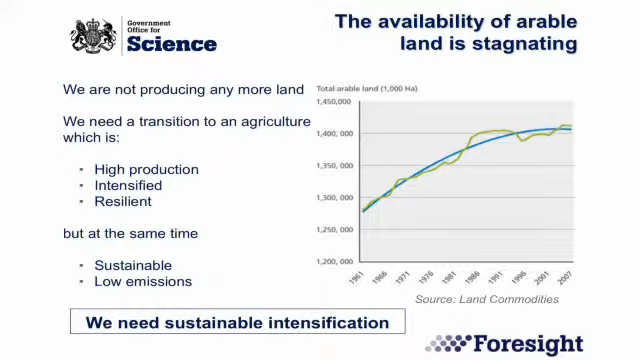 Government
Office for
Science
The availability of arable
land is stagnating
We are not producing any more land
We need a transition to an agriculture
which is:
High production
Intensified
Resilient
but at the same time
Sustainable
Low emissions
We need sustainable intensification
Total arable land (1,000 Ha)
1,450,000
1,400, 000
1,350, 000
1,300, 000
1,250, 000
1,200, 000
1961
1966
1971
1976
1981
1986
1991
1996
2001
2007
Source: Land Commodities
Foresight